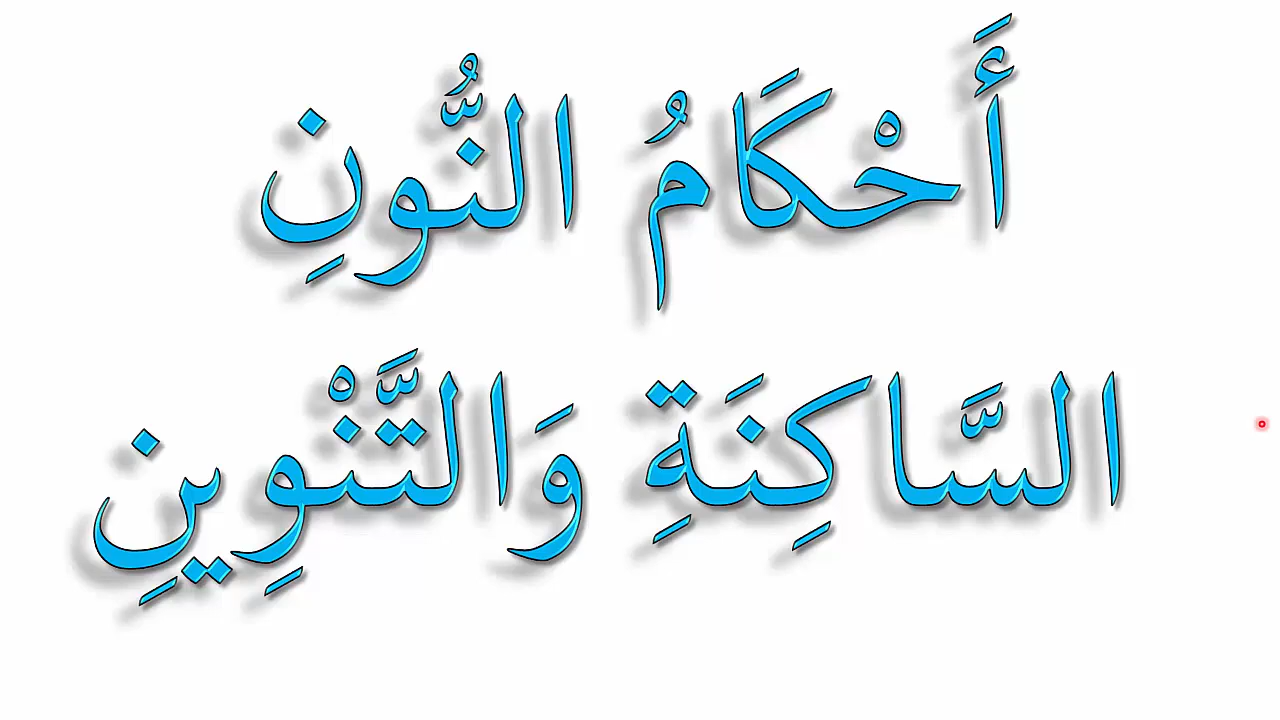 أَحْكَامُ النُّونِ
السَّاكِنَةِ وَالتَّنْوِينِ